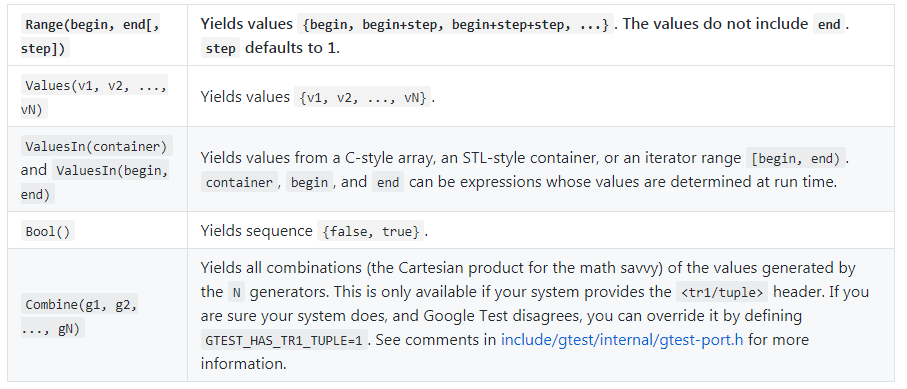 Range(begin, end[,
step])
Yields values {begin, begin+step, begin+step+step, ...} . The values do not include end .
step defaults to 1.
Values(v1, v2, ...,
vN)
Yields values {v1, v2, ..., vN} .
ValuesIn(container)
and ValuesIn(begin,
end)
Yields values from a C-style array, an STL-style container, or an iterator range [begin, end) .
container , begin , and end can be expressions whose values are determined at run time.
Bool()
Yields sequence {false, true} .
Combine(g1, g2,
..., gN)
Yields all combinations (the Cartesian product for the math savvy) of the values generated by
the N generators. This is only available if your system provides the <tr1/tuple> header. If you
are sure your system does, and Google Test disagrees, you can override it by defining
GTEST_HAS_TR1_TUPLE=1 . See comments in include/gtest/internal/gtest-port.h for more
information.